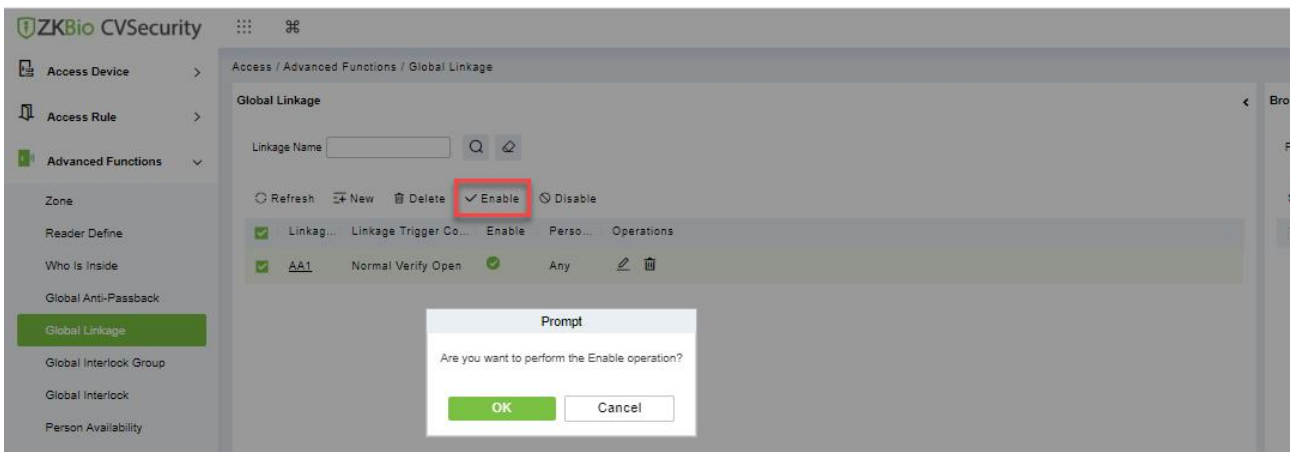 ZKBio CVSecurity
Access Device
Access Rule
Advanced Functions
Zone
Reader Define
Who Is Inside
Global Anti-Passback
Global Linkage
Global Interlock Group
Global Interlock
Person Availability
Access / Advanced Functions / Global Linkage
Global Linkage
Linkage Name
Refresh New Delete Enable Disable
Linkag... Linkage Trigger Co... Enable Perso... Operations
AA1 Normal Verify Open Any
Prompt
Are you want to perform the Enable operation?
OK Cancel
Bro